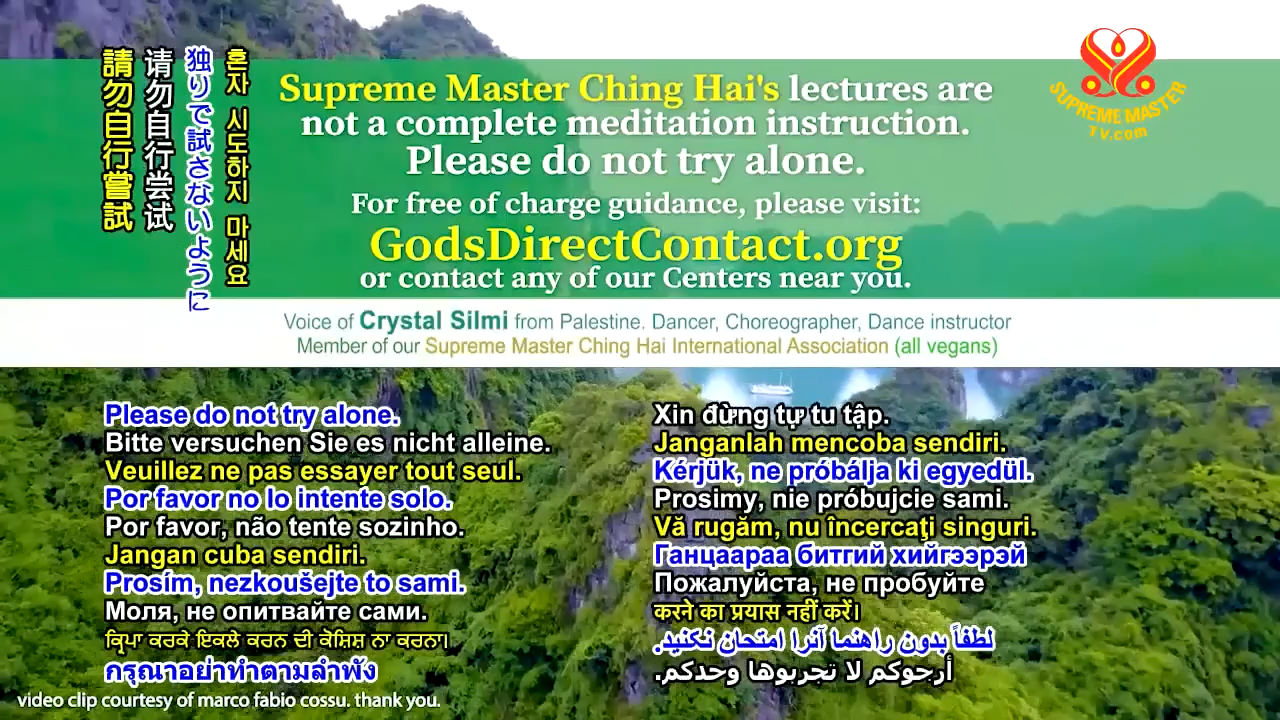 請勿自行嘗試
请勿自行尝试
独りで試さないように
혼자 시도하지 마세요
Supreme Master Ching Hai's lectures are
not a complete meditation instruction.
Please do not try alone.
For free of charge guidance, please visit:
GodsDirectContact.org
or contact any of our Centers near you.
SUPREME MASTER
TV.com
Voice of Crystal Silmi from Palestine. Dancer, Choreographer, Dance instructor
Member of our Supreme Master Ching Hai International Association (all vegans)
Please do not try alone.
Bitte versuchen Sie es nicht alleine.
Veuillez ne pas essayer tout seul.
Por favor no lo intente solo.
Por favor, não tente sozinho.
Jangan cuba sendiri.
Prosím, nezkoušejte to sami.
Моля, не опитвайте сами.
ਕ੍ਰਿਪਾ ਕਰਕੇ ਇਕਲੇ ਕਰਨ ਦੀ ਕੋਸ਼ਿਸ਼ ਨਾ ਕਰਨਾ।
กรุณาอย่าทำตามลำพัง
Xin đừng tự tu tập.
Janganlah mencoba sendiri.
Kérjük, ne próbálja ki egyedül.
Prosimy, nie próbujcie sami.
Vă rugăm, nu încercaţi singuri.
Ганцаараа битгий хийгээрэй
Пожалуйста, не пробуйте
करने का प्रयास नहीं करें।
لطفاً بدون راهنما آنرا امتحان نکنید.
أرجوكم لا تجربوها وحدكم.
video clip courtesy of marco fabio cossu. thank you.